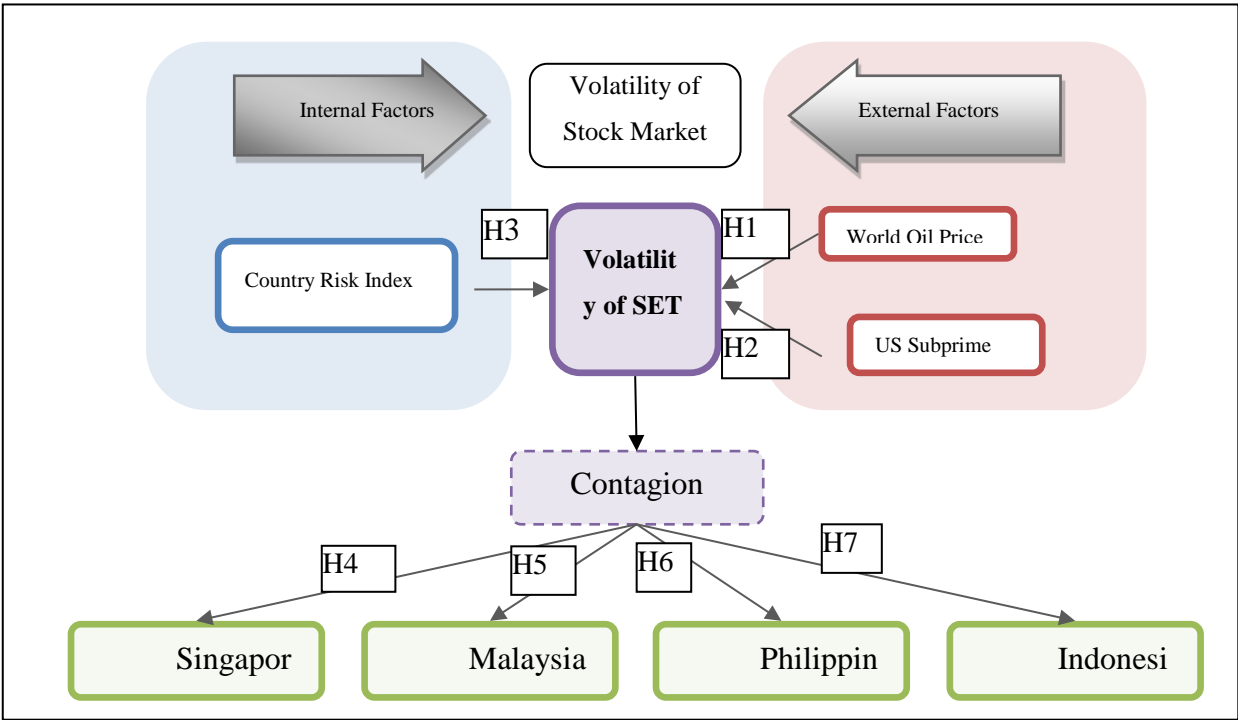 Internal Factors
Volatility of
Stock Market
External Factors
H3
H1
World Oil Price
Country Risk Index
Volatilit
y of SET
H2
US Subprime
Contagion
H4
H5
H6
H7
Singapor
Malaysia
Philippin
Indonesi